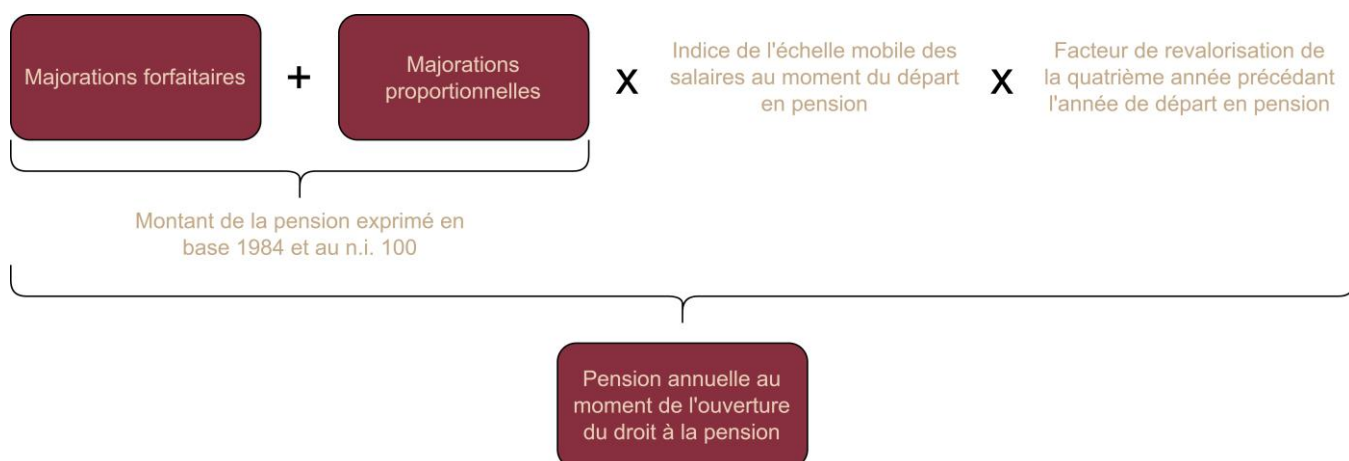 Majorations forfaitaires
+
Majorations
proportionnelles
x
Indice de l'échelle mobile des
salaires au moment du départ
en pension
x
Facteur de revalorisation de
la quatrième année précédant
l'année de départ en pension
Montant de la pension exprimé en
base 1984 et au n.i. 100
Pension annuelle au
moment de l'ouverture
du droit à la pension